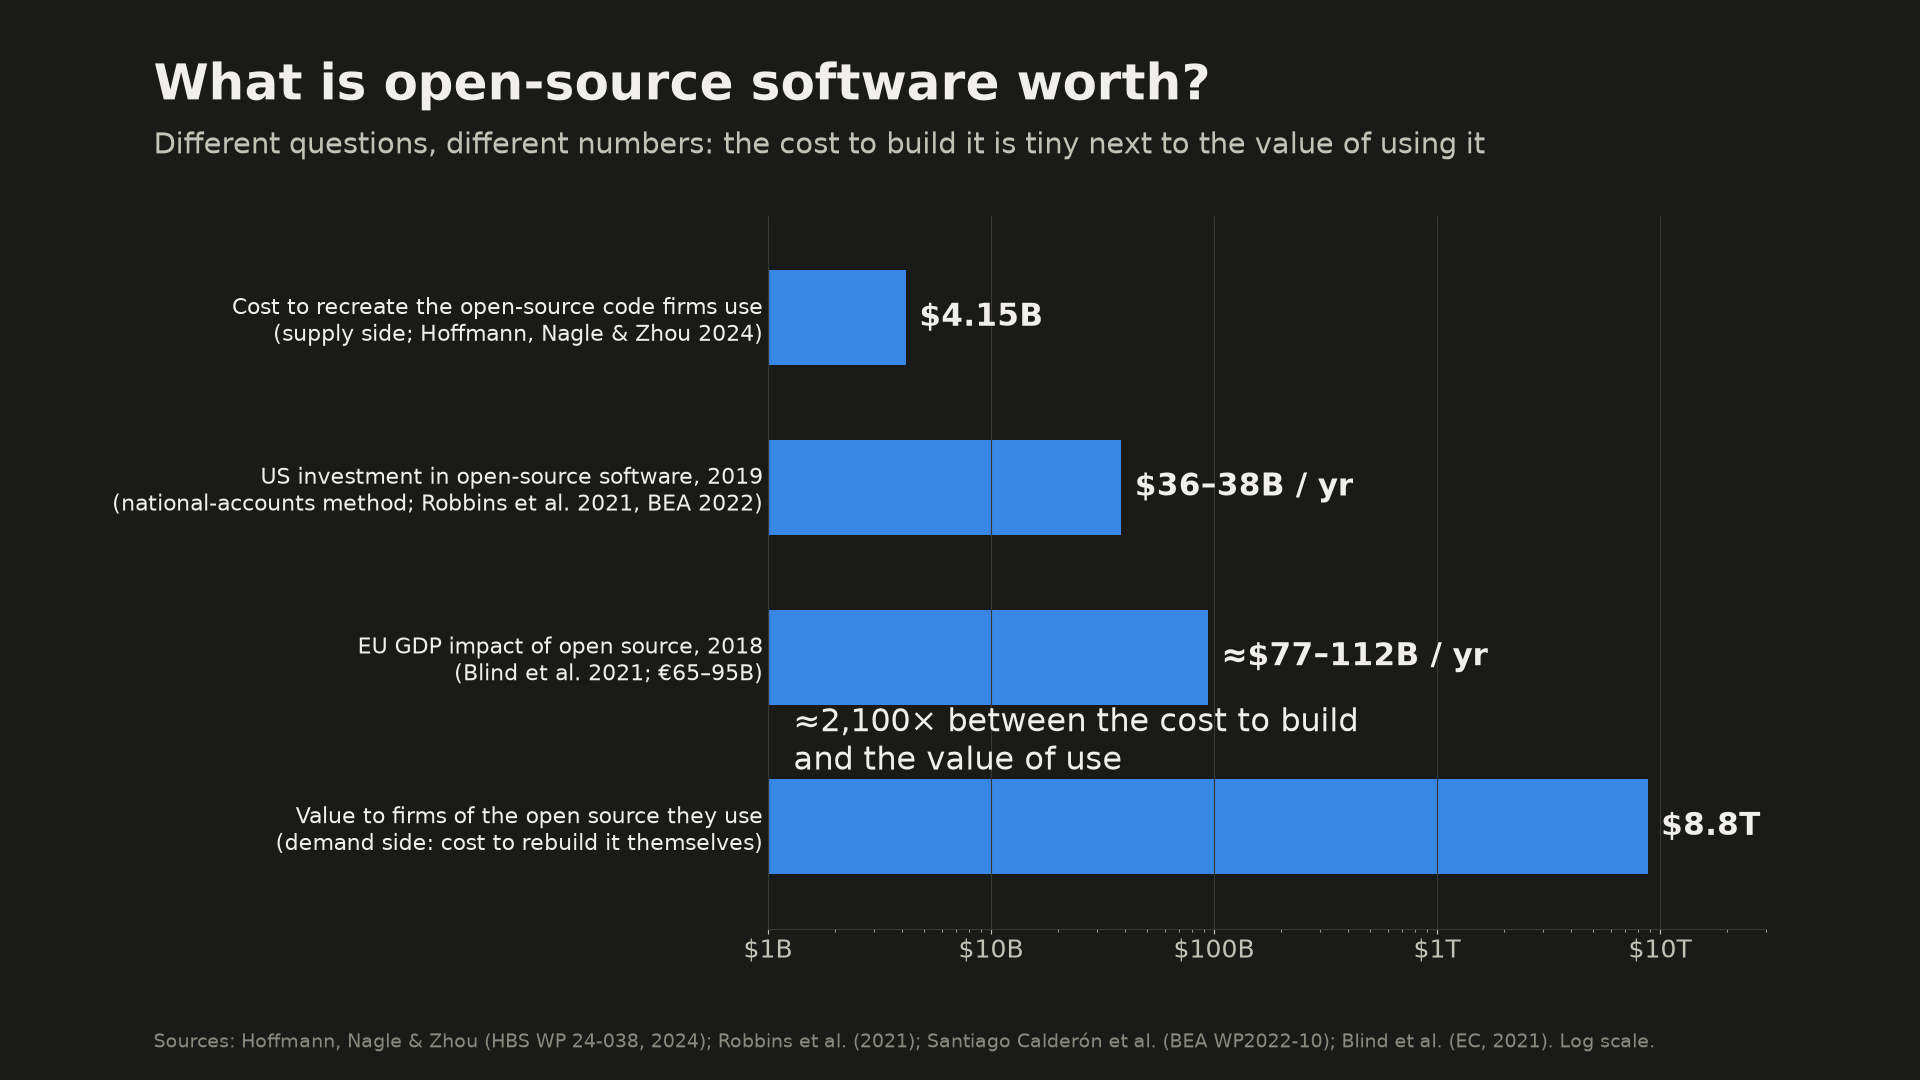 What is open-source software worth?
Different questions, different numbers: the cost to build it is tiny next to the value of using it
Cost to recreate the open-source code firms use
(supply side; Hoffmann, Nagle & Zhou 2024)
$4.15B
US investment in open-source software, 2019
(national-accounts method; Robbins et al. 2021, BEA 2022)
$36–38B / yr
EU GDP impact of open source, 2018
(Blind et al. 2021; €65–95B)
≈$77–112B / yr
≈2,100× between the cost to build
and the value of use
Value to firms of the open source they use
(demand side: cost to rebuild it themselves)
$8.8T
$1B $10B $100B $1T $10T
Sources: Hoffmann, Nagle & Zhou (HBS WP 24-038, 2024); Robbins et al. (2021); Santiago Calderón et al. (BEA WP2022-10); Blind et al. (EC, 2021). Log scale.